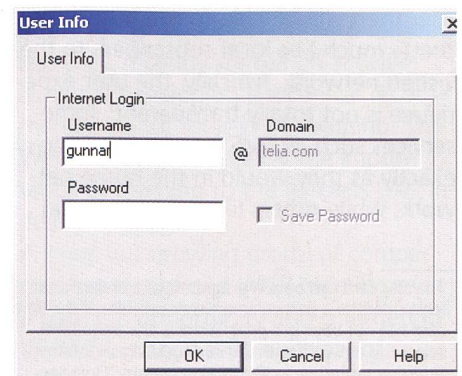 User Info
User Info
Internet Login
Username
Domain
gunnar
@
telia.com
Password
Save Password
OK
Cancel
Help